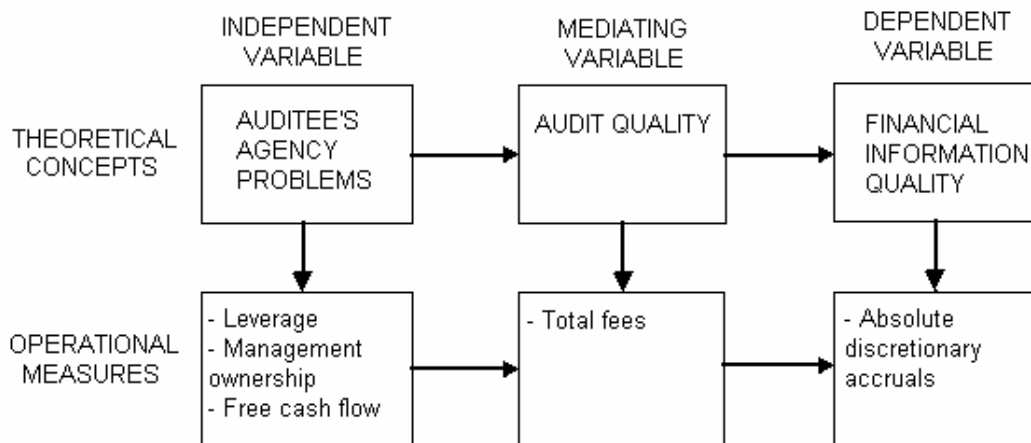 INDEPENDENT
VARIABLE
MEDIATING
VARIABLE
DEPENDENT
VARIABLE
THEORETICAL
CONCEPTS
AUDITEE'S
AGENCY
PROBLEMS
AUDIT QUALITY
FINANCIAL
INFORMATION
QUALITY
OPERATIONAL
MEASURES
- Leverage
- Management
ownership
- Free cash flow
- Total fees
- Absolute
discretionary
accruals